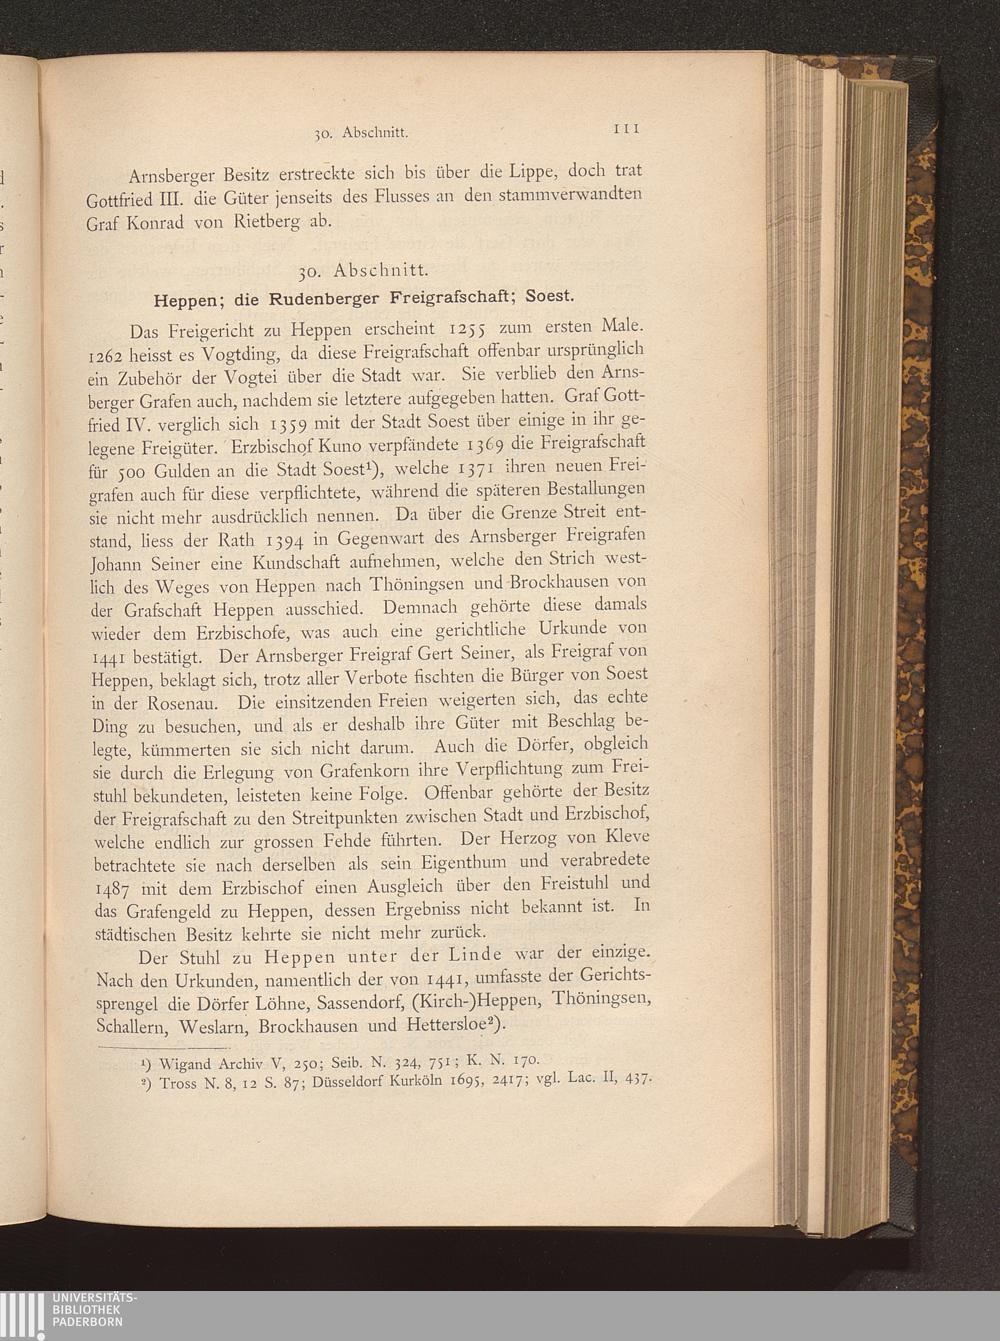 30. Abschnitt. 111
Arnsberger Besitz erstreckte sich bis über die Lippe, doch trat
Gottfried III. die Güter jenseits des Flusses an den stammverwandten
Graf Konrad von Rietberg ab.
30. Abschnitt.
Heppen; die Rudenberger Freigrafschaft; Soest.
Das Freigericht zu Heppen erscheint 1255 zum ersten Male.
1262 heisst es Vogtding, da diese Freigrafschaft offenbar ursprünglich
ein Zubehör der Vogtei über die Stadt war. Sie verblieb den Arns-
berger Grafen auch, nachdem sie letztere aufgegeben hatten. Graf Gott-
fried IV. verglich sich 1359 mit der Stadt Soest über einige in ihr ge-
legene Freigüter. Erzbischof Kuno verpfändete 1369 die Freigrafschaft
für 500 Gulden an die Stadt Soest¹), welche 1371 ihren neuen Frei-
grafen auch für diese verpflichtete, während die späteren Bestallungen
sie nicht mehr ausdrücklich nennen. Da über die Grenze Streit ent-
stand, liess der Rath 1394 in Gegenwart des Arnsberger Freigrafen
Johann Seiner eine Kundschaft aufnehmen, welche den Strich west-
lich des Weges von Heppen nach Thöningsen und Brockhausen von
der Grafschaft Heppen ausschied. Demnach gehörte diese damals
wieder dem Erzbischofe, was auch eine gerichtliche Urkunde von
1441 bestätigt. Der Arnsberger Freigraf Gert Seiner, als Freigraf von
Heppen, beklagt sich, trotz aller Verbote fischten die Bürger von Soest
in der Rosenau. Die einsitzenden Freien weigerten sich, das echte
Ding zu besuchen, und als er deshalb ihre Güter mit Beschlag be-
legte, kümmerten sie sich nicht darum. Auch die Dörfer, obgleich
sie durch die Erlegung von Grafenkorn ihre Verpflichtung zum Frei-
stuhl bekundeten, leisteten keine Folge. Offenbar gehörte der Besitz
der Freigrafschaft zu den Streitpunkten zwischen Stadt und Erzbischof,
welche endlich zur grossen Fehde führten. Der Herzog von Kleve
betrachtete sie nach derselben als sein Eigenthum und verabredete
1487 mit dem Erzbischof einen Ausgleich über den Freistuhl und
das Grafengeld zu Heppen, dessen Ergebniss nicht bekannt ist. In
städtischen Besitz kehrte sie nicht mehr zurück.
Der Stuhl zu Heppen unter der Linde war der einzige.
Nach den Urkunden, namentlich der von 1441, umfasste der Gerichts-
sprengel die Dörfer Löhne, Sassendorf, (Kirch-)Heppen, Thöningsen,
Schallern, Weslarn, Brockhausen und Hettersloe²).
¹) Wigand Archiv V, 250; Seib. N. 324, 751; K. N. 170.
²) Tross N. 8, 12 S. 87; Düsseldorf Kurköln 1695, 2417; vgl. Lac. II, 437.
UNIVERSITÄTS-
BIBLIOTHEK
PADERBORN